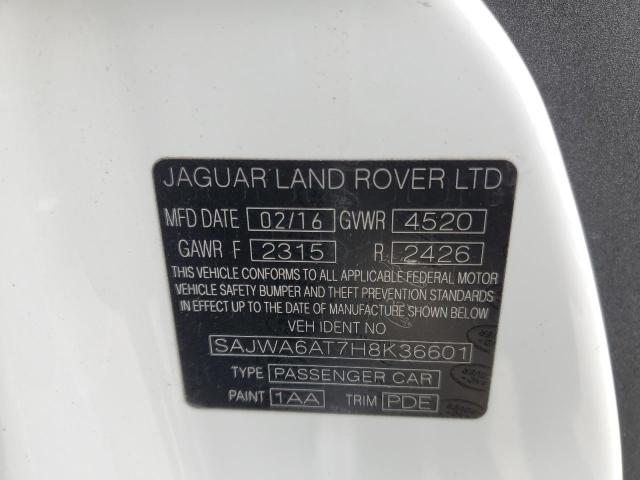 JAGUAR LAND ROVER LTD
MFD DATE 02/16 GVWR 4520
GAWR F 2315 R 2426
THIS VEHICLE CONFORMS TO ALL APPLICABLE FEDERAL MOTOR
VEHICLE SAFETY BUMPER AND THEFT PREVENTION STANDARDS
IN EFFECT UP TO THE DATE OF MANUFACTURE SHOWN ABOVE
VEH IDENT NO
SAJWA6AT7H8K36601
TYPE PASSENGER CAR
PAINT 1AA TRIM PDE